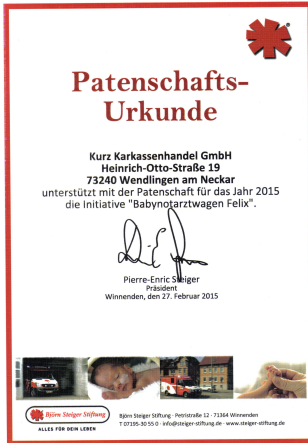 Patenschafts-
Urkunde
Kurz Karkassenhandel GmbH
Heinrich-Otto-Straße 19
73240 Wendlingen am Neckar
unterstützt mit der Patenschaft für das Jahr 2015
die Initiative "Babynotarztwagen Felix".
Pierre-Enric Steiger
Präsident
Winnenden, den 27. Februar 2015
Björn Steiger Stiftung
ALLES FÜR DEIN LEBEN
Björn Steiger Stiftung · Petristraße 12 · 71364 Winnenden
T 07195-30 55 0 · info@steiger-stiftung.de · www.steiger-stiftung.de